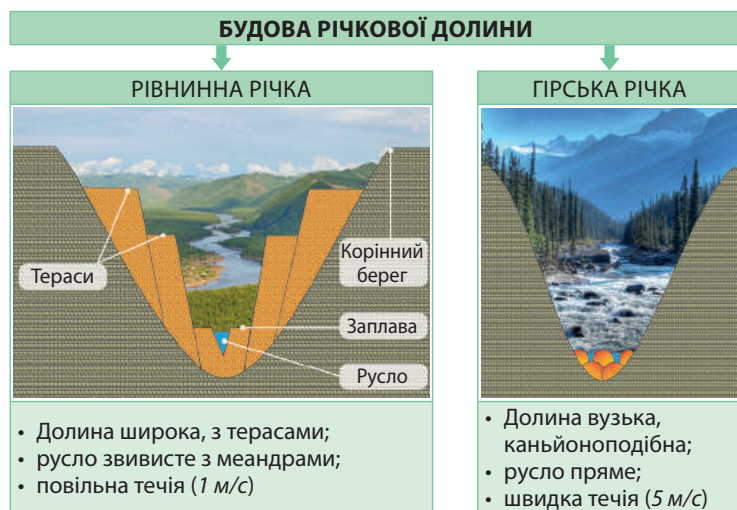 БУДОВА РІЧКОВОЇ ДОЛИНИ
РІВНИННА РІЧКА
Тераси
Корінний
берег
Заплава
Русло
• Долина широка, з терасами;
• русло звивисте з меандрами;
• повільна течія (1 м/с)
ГІРСЬКА РІЧКА
• Долина вузька,
каньйоноподібна;
• русло пряме;
• швидка течія (5 м/с)